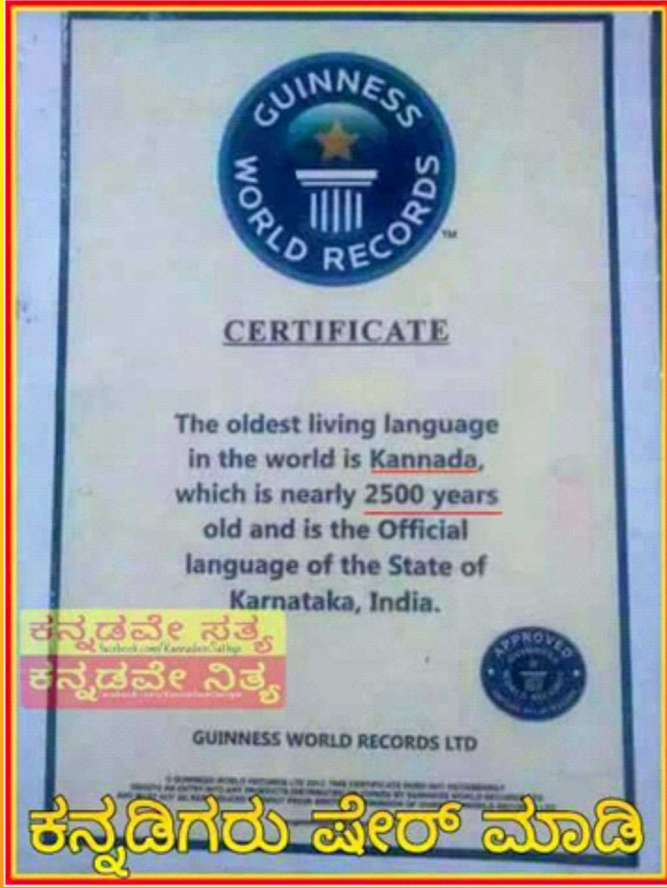 GUINNESS
WORLD RECORDS
TM
CERTIFICATE
The oldest living language
in the world is Kannada,
which is nearly 2500 years
old and is the Official
language of the State of
Karnataka, India.
ಕನ್ನಡವೇ ಸತ್ಯ
ಕನ್ನಡವೇ ನಿತ್ಯ
APPROVED
GUINNESS WORLD RECORDS LTD
ಕನ್ನಡಿಗರು ಷೇರ್ ಮಾಡಿ